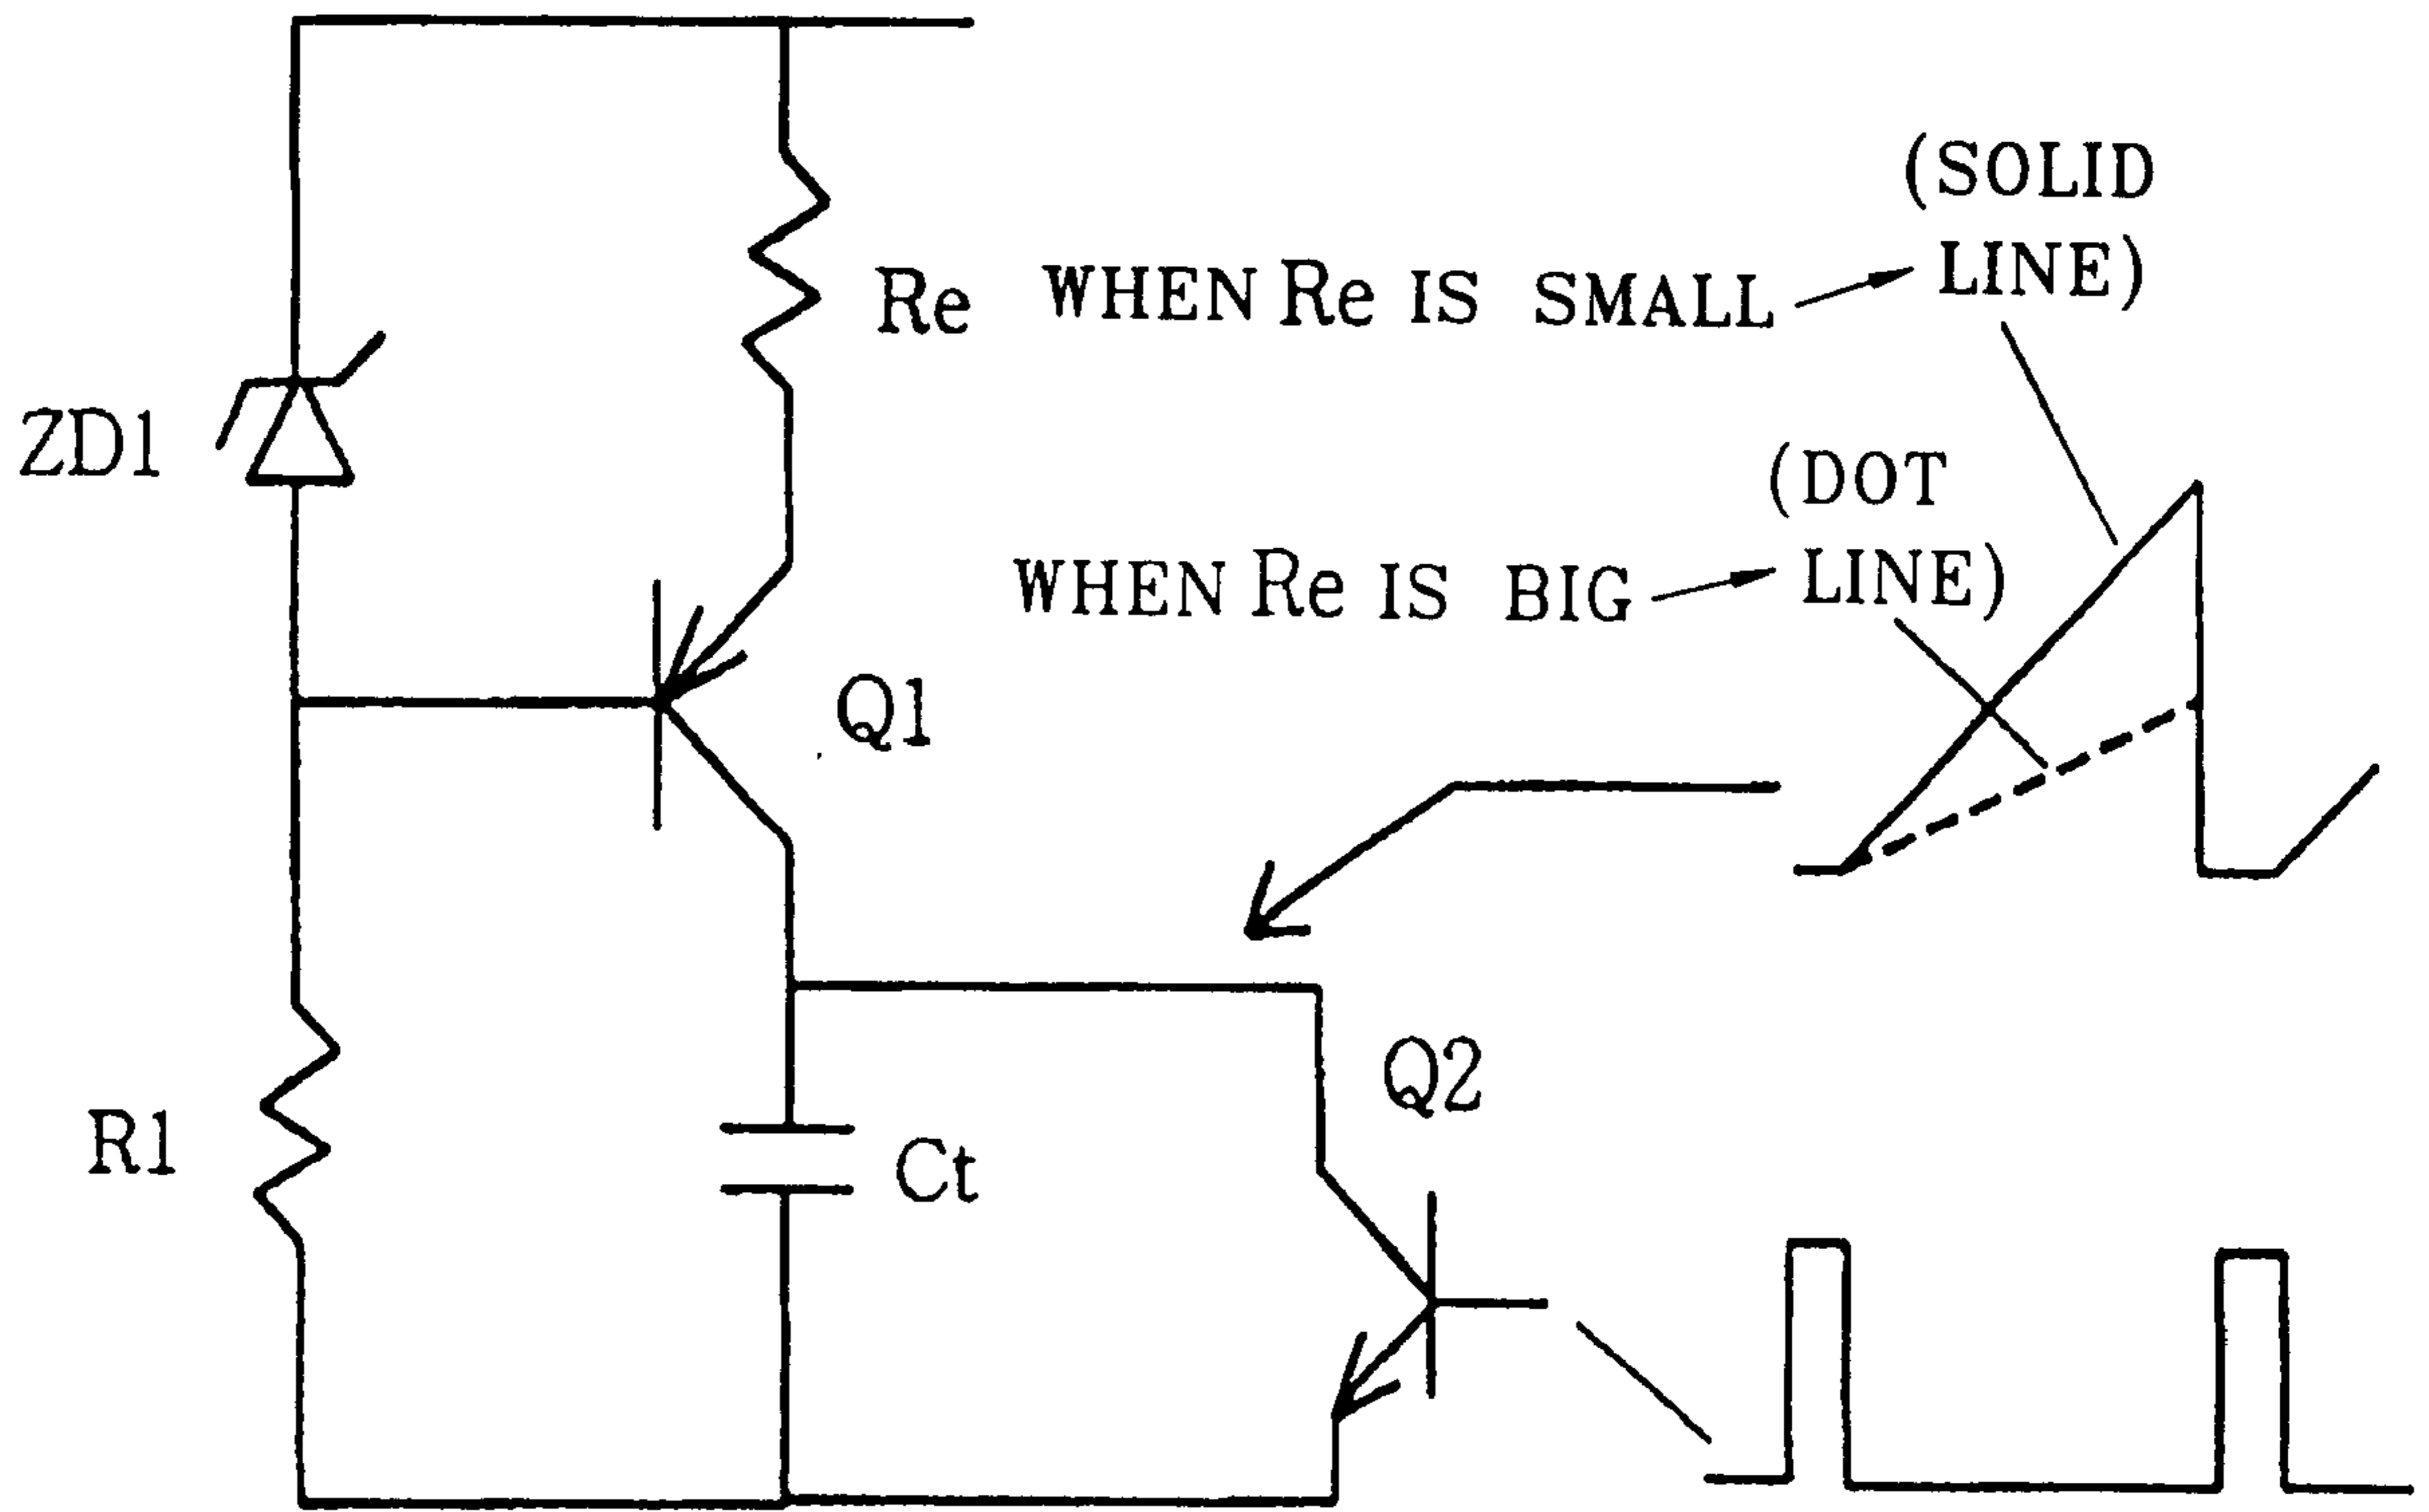 (SOLID
LINE)
Re
WHEN Re IS SMALL
ZD1
(DOT
LINE)
WHEN Re IS BIG
Q1
Q2
R1
Ct